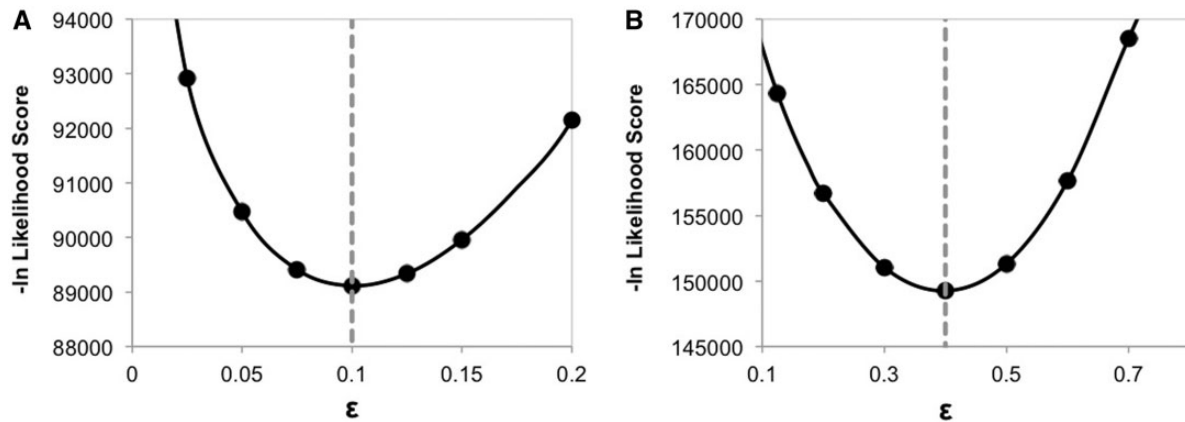 A
-ln Likelihood Score
94000
93000
92000
91000
90000
89000
88000
0 0.05 0.1 0.15 0.2
ε
B
-ln Likelihood Score
170000
165000
160000
155000
150000
145000
0.1 0.3 0.5 0.7
ε